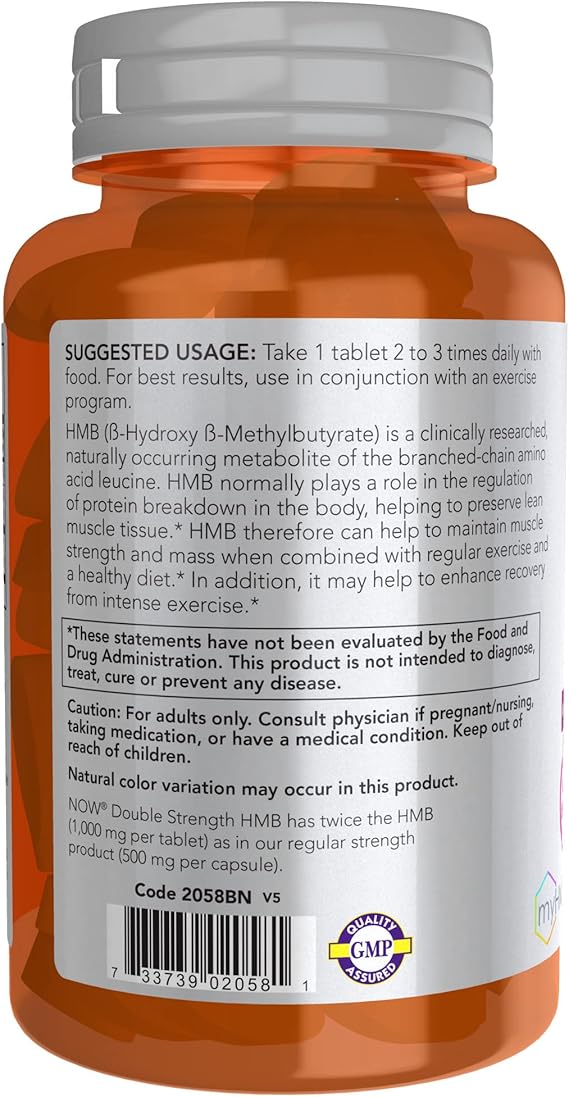 SUGGESTED USAGE: Take 1 tablet 2 to 3 times daily with
food. For best results, use in conjunction with an exercise
program.
HMB (ß-Hydroxy ß-Methylbutyrate) is a clinically researched,
naturally occurring metabolite of the branched-chain amino
acid leucine. HMB normally plays a role in the regulation
of protein breakdown in the body, helping to preserve lean
muscle tissue.* HMB therefore can help to maintain muscle
strength and mass when combined with regular exercise and
a healthy diet.* In addition, it may help to enhance recovery
from intense exercise.*
*These statements have not been evaluated by the Food and
Drug Administration. This product is not intended to diagnose,
treat, cure or prevent any disease.
Caution: For adults only. Consult physician if pregnant/nursing,
taking medication, or have a medical condition. Keep out of
reach of children.
Natural color variation may occur in this product.
NOW® Double Strength HMB has twice the HMB
(1,000 mg per tablet) as in our regular strength
product (500 mg per capsule).
Code 2058BN V5
7 33739 02058 1
QUALITY
GMP
ASSURED